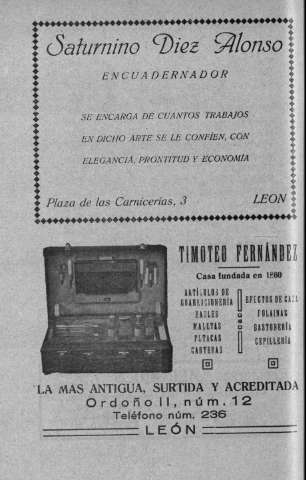 Saturnino Diez Alonso
ENCUADERNADOR
SE ENCARGA DE CUANTOS TRABAJOS
EN DICHO ARTE SE LE CONFÍEN, CON
ELEGANCIA, PRONTITUD Y ECONOMÍA
Plaza de las Carnicerías, 3 LEON
TIMOTEO FERNÁNDEZ
Casa fundada en 1860
ARTÍCULOS DE
GUARNICIONERÍA
BAULES
MALETAS
PETACAS
CARTERAS
EFECTOS DE CAZA
POLAINAS
BASTONERÍA
CEPILLERÍA
LA MAS ANTIGUA, SURTIDA Y ACREDITADA
Ordoño II, núm. 12
Teléfono núm. 236
LEÓN